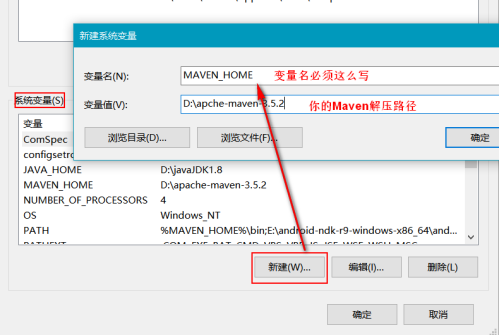 新建系统变量
变量名(N):
MAVEN_HOME
变量名必须这么写
变量值(V):
D:\apche-maven-3.5.2
你的Maven解压路径
浏览目录(D)...
浏览文件(F)...
确定
系统变量(S)
变量
ComSpec
configsetro
JAVA_HOME D:\javaJDK1.8
MAVEN_HOME D:\apache-maven-3.5.2
NUMBER_OF_PROCESSORS 4
OS Windows_NT
PATH %MAVEN_HOME%\bin;E:\android-ndk-r9-windows-x86_64\and...
新建(W)...
编辑(I)...
删除(L)
确定
取消